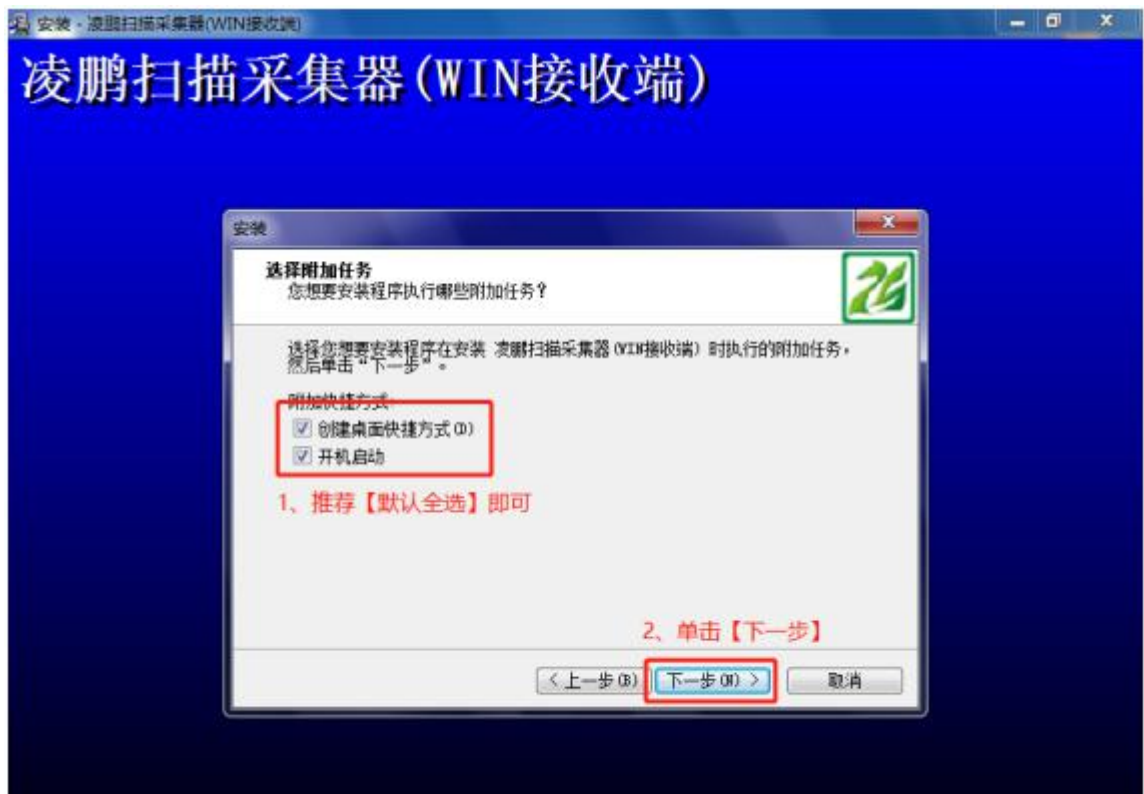 安装 - 凌鹏扫描采集器(WIN接收端)
凌鹏扫描采集器(WIN接收端)
安装
选择附加任务
您想要安装程序执行哪些附加任务?
选择您想要安装程序在安装 凌鹏扫描采集器(WIN接收端) 时执行的附加任务，
然后单击“下一步”。
附加快捷方式:
创建桌面快捷方式(D)
开机启动
1、推荐【默认全选】即可
2、单击【下一步】
< 上一步(B)
下一步(N) >
取消